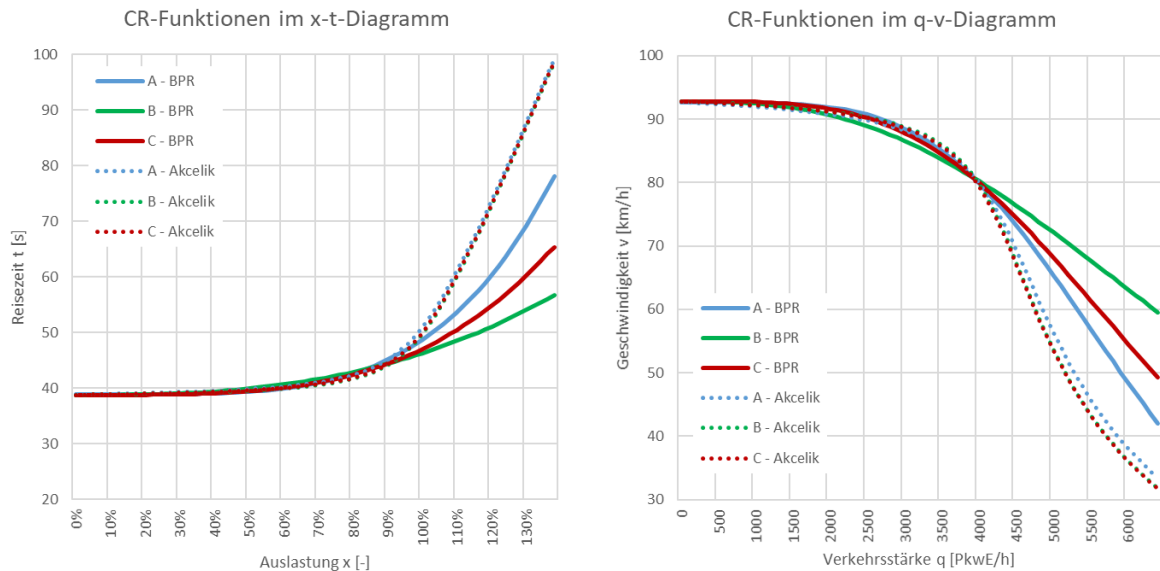 CR-Funktionen im x-t-Diagramm
100
90
80
70
60
50
40
30
20
Reisezeit t [s]
A - BPR
B - BPR
C - BPR
A - Akcelik
B - Akcelik
C - Akcelik
0%
10%
20%
30%
40%
50%
60%
70%
80%
90%
100%
110%
120%
130%
Auslastung x [-]
CR-Funktionen im q-v-Diagramm
100
90
80
70
60
50
40
30
Geschwindigkeit v [km/h]
A - BPR
B - BPR
C - BPR
A - Akcelik
B - Akcelik
C - Akcelik
0
500
1000
1500
2000
2500
3000
3500
4000
4500
5000
5500
6000
Verkehrsstärke q [PkwE/h]